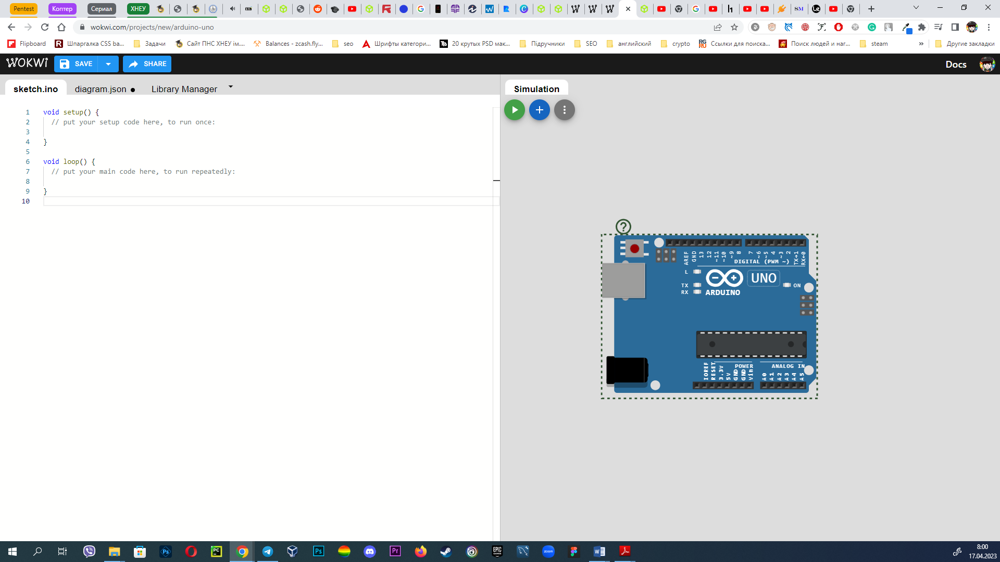 Pentest
Коптер
Сериал
ХНЕУ
wokwi.com/projects/new/arduino-uno
Flipboard
Шпаргалка CSS ba...
Задачи
Сайт ПНС ХНЕУ ім....
Balances - zcash.fly...
seo
Шрифты категори...
20 крутых PSD мак...
Підручники
SEO
английский
crypto
Ссылки для поиска...
Поиск людей и наг...
steam
»
Другие закладки
WOKWI
SAVE
SHARE
Docs
sketch.ino
diagram.json ●
Library Manager
Simulation
1 void setup() {
2 // put your setup code here, to run once:
3
4 }
5
6 void loop() {
7 // put your main code here, to run repeatedly:
8
9 }
10
?
AREF
GND
13
12
~11
~10
~9
8
7
~6
~5
4
~3
2
TX→1
RX←0
DIGITAL (PWM ~)
L
TX
RX
ARDUINO
UNO
ON
IOREF
RESET
3.3V
5V
GND
GND
Vin
POWER
ANALOG IN
A0
A1
A2
A3
A4
A5
8:00
17.04.2023